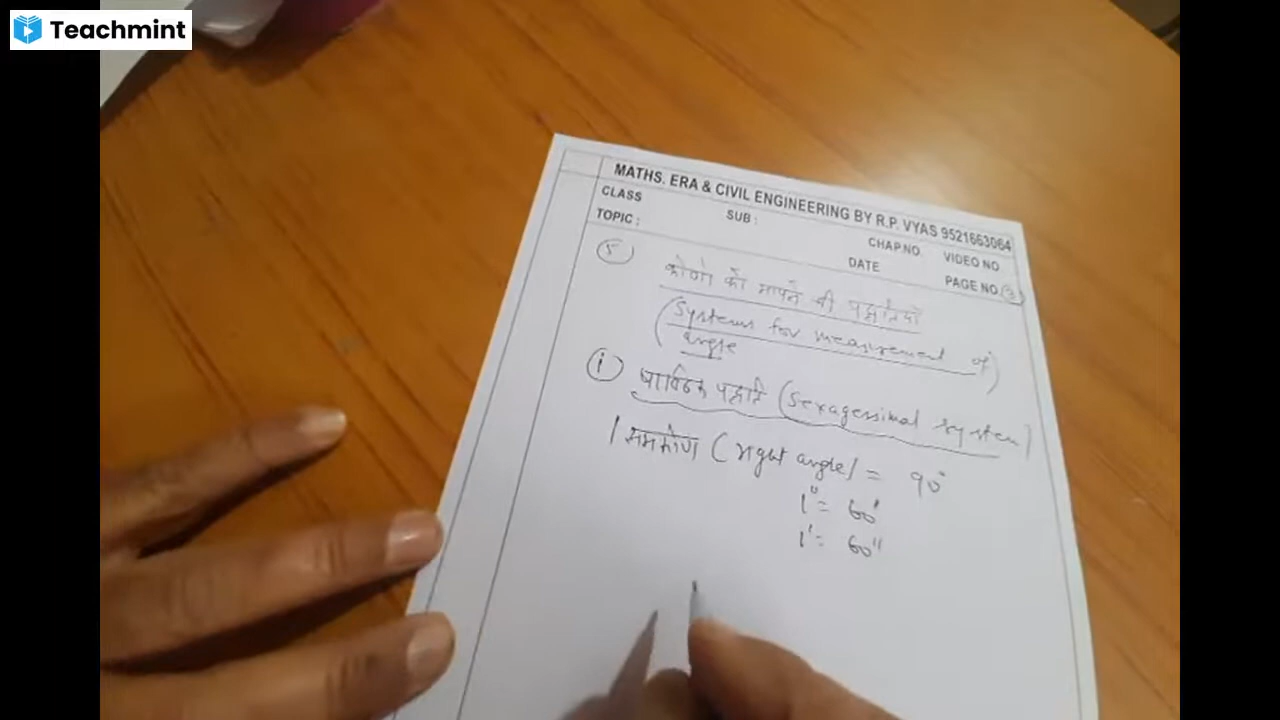 Teachmint
MATHS. ERA & CIVIL ENGINEERING BY R.P. VYAS 9521663064
CLASS SUB : CHAP.NO. VIDEO NO
TOPIC : DATE PAGE NO. 3
5 कोणो को मापने की पद्धतियाँ
(Systems for measurement of
angle)
i षाष्टिक पद्धति (Sexagessimal system)
1 समकोण (right angle) = 90°
1° = 60'
1' = 60"